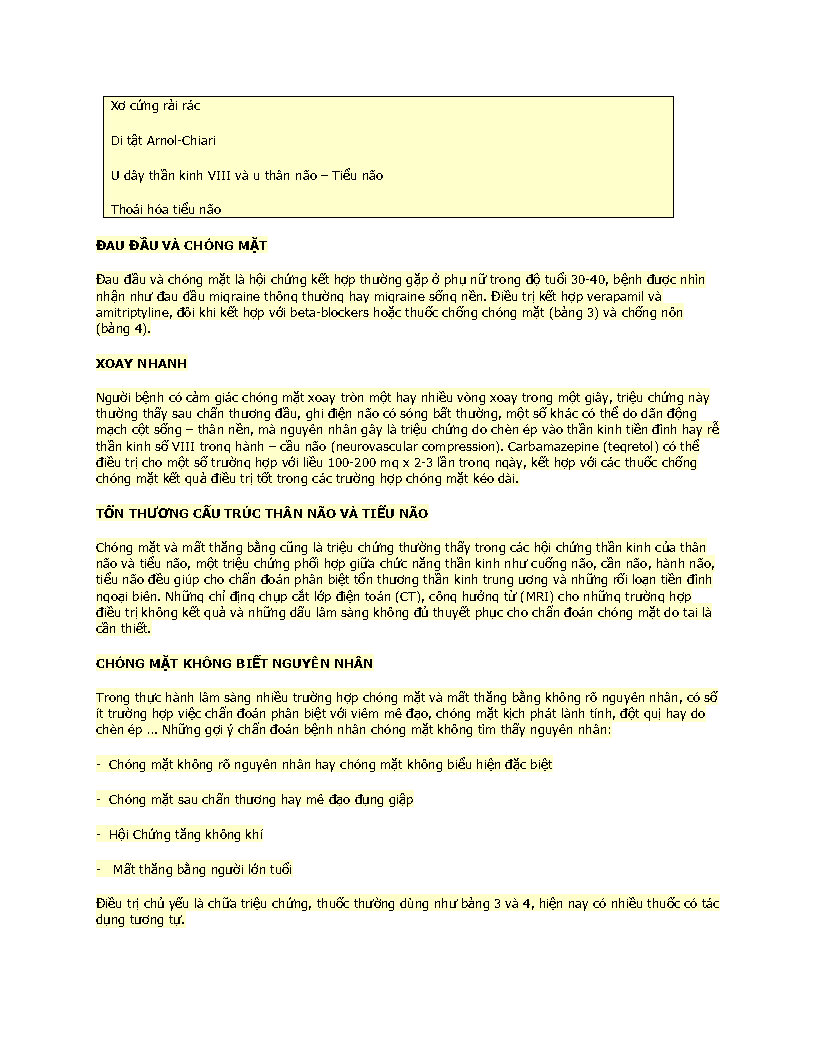 Xơ cứng rải rác
Di tật Arnol-Chiari
U dây thần kinh VIII và u thân não – Tiểu não
Thoái hóa tiểu não
ĐAU ĐẦU VÀ CHÓNG MẶT
Đau đầu và chóng mặt là hội chứng kết hợp thường gặp ở phụ nữ trong độ tuổi 30-40, bệnh được nhìn
nhận như đau đầu migraine thông thường hay migraine sống nền. Điều trị kết hợp verapamil và
amitriptyline, đôi khi kết hợp với beta-blockers hoặc thuốc chống chóng mặt (bảng 3) và chống nôn
(bảng 4).
XOAY NHANH
Người bệnh có cảm giác chóng mặt xoay tròn một hay nhiều vòng xoay trong một giây, triệu chứng này
thường thấy sau chấn thương đầu, ghi điện não có sóng bất thường, một số khác có thể do dãn động
mạch cột sống – thân nền, mà nguyên nhân gây là triệu chứng do chèn ép vào thần kinh tiền đình hay rễ
thần kinh số VIII trong hành – cầu não (neurovascular compression). Carbamazepine (tegretol) có thể
điều trị cho một số trường hợp với liều 100-200 mg x 2-3 lần trong ngày, kết hợp với các thuốc chống
chóng mặt kết quả điều trị tốt trong các trường hợp chóng mặt kéo dài.
TỔN THƯƠNG CẤU TRÚC THÂN NÃO VÀ TIỂU NÃO
Chóng mặt và mất thăng bằng cũng là triệu chứng thường thấy trong các hội chứng thần kinh của thân
não và tiểu não, một triệu chứng phối hợp giữa chức năng thần kinh như cuống não, cần não, hành não,
tiểu não đều giúp cho chẩn đoán phân biệt tổn thương thần kinh trung ương và những rối loạn tiền đình
ngoại biên. Những chỉ định chụp cắt lớp điện toán (CT), công hưởng từ (MRI) cho những trường hợp
điều trị không kết quả và những dấu lâm sàng không đủ thuyết phục cho chẩn đoán chóng mặt do tai là
cần thiết.
CHÓNG MẶT KHÔNG BIẾT NGUYÊN NHÂN
Trong thực hành lâm sàng nhiều trường hợp chóng mặt và mất thăng bằng không rõ nguyên nhân, có số
ít trường hợp việc chẩn đoán phân biệt với viêm mê đạo, chóng mặt kịch phát lành tính, đột quị hay do
chèn ép ... Những gợi ý chẩn đoán bệnh nhân chóng mặt không tìm thấy nguyên nhân:
- Chóng mặt không rõ nguyên nhân hay chóng mặt không biểu hiện đặc biệt
- Chóng mặt sau chấn thương hay mê đạo đụng giập
- Hội Chứng tăng không khí
- Mất thăng bằng người lớn tuổi
Điều trị chủ yếu là chữa triệu chứng, thuốc thường dùng như bảng 3 và 4, hiện nay có nhiều thuốc có tác
dụng tương tự.